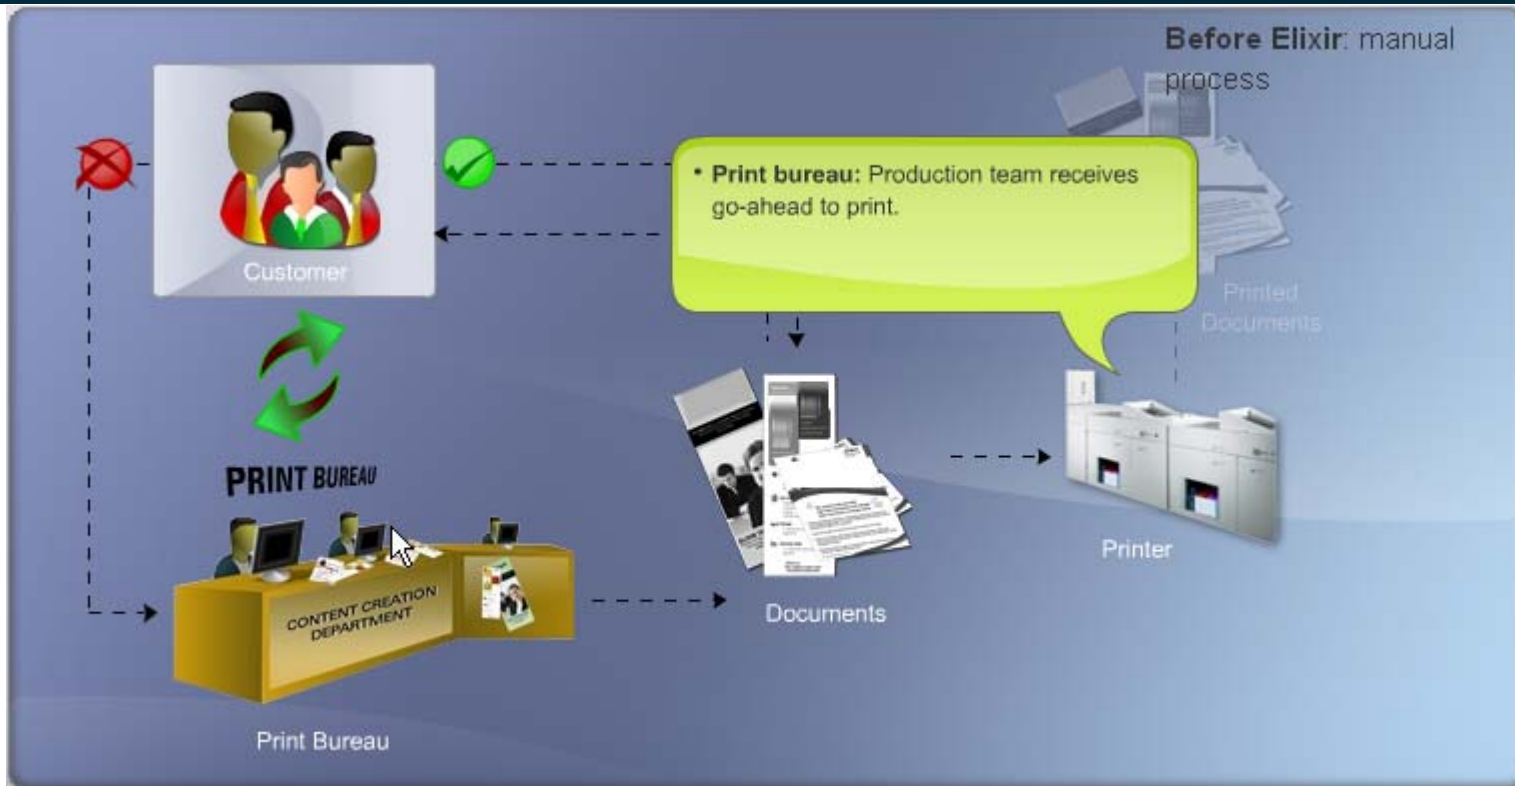 Before Elixir: manual
process
• Print bureau: Production team receives
go-ahead to print.
Customer
Printed
Documents
PRINT BUREAU
Printer
CONTENT CREATION
DEPARTMENT
Documents
Print Bureau